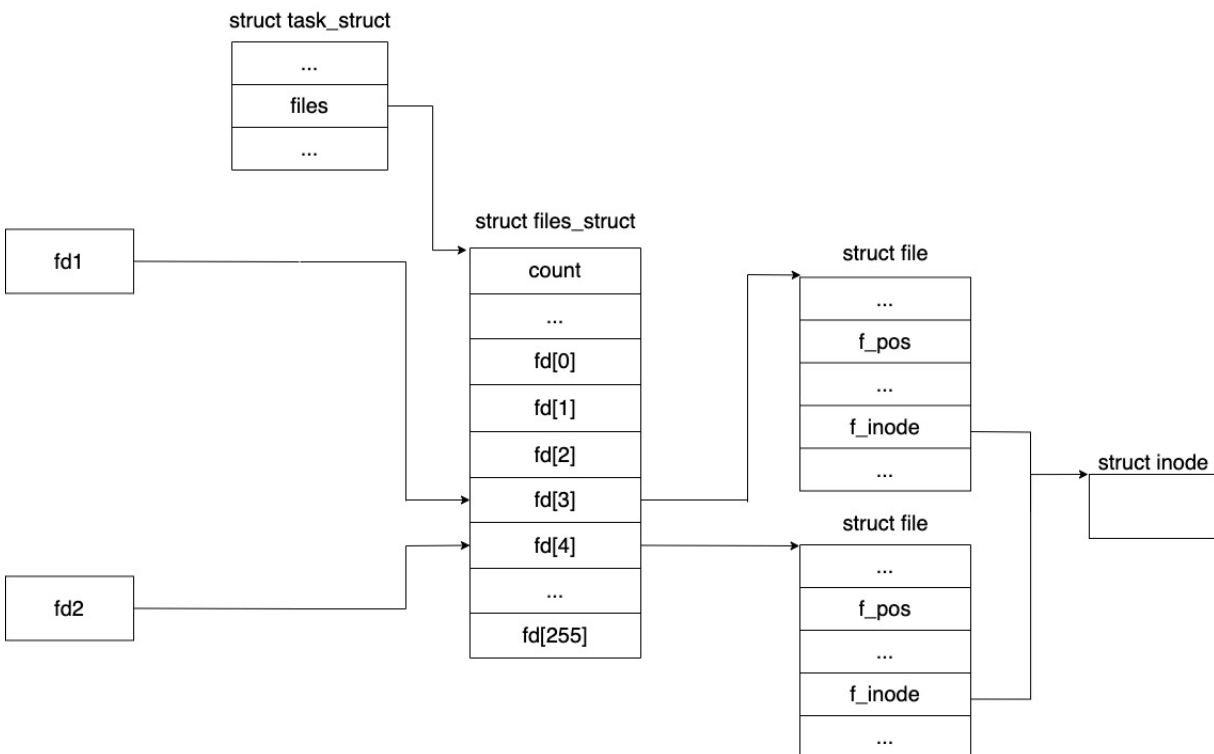 struct task_struct
...
files
...
fd1
fd2
struct files_struct
count
...
fd[0]
fd[1]
fd[2]
fd[3]
fd[4]
...
fd[255]
struct file
...
f_pos
...
f_inode
...
struct file
...
f_pos
...
f_inode
...
struct inode